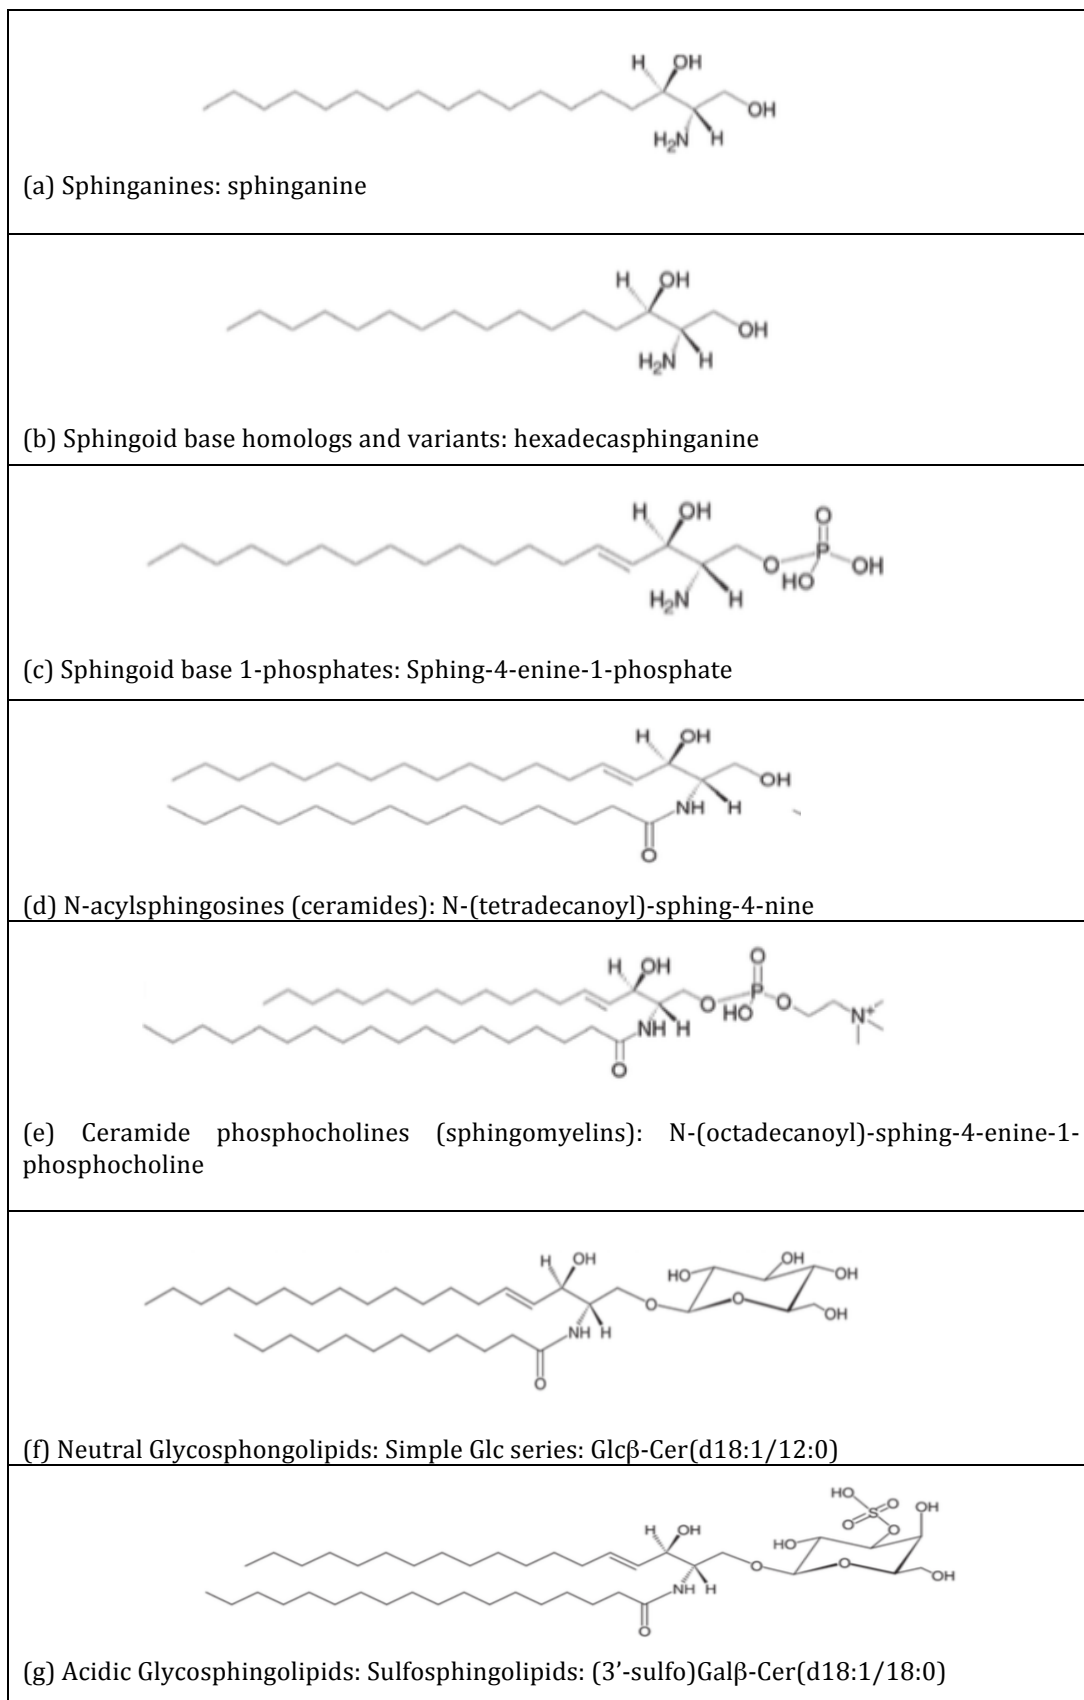 H OH
OH
H₂N H
(a) Sphinganines: sphinganine
H OH
OH
H₂N H
(b) Sphingoid base homologs and variants: hexadecasphinganine
H OH O
O P OH
H₂N H HO
(c) Sphingoid base 1-phosphates: Sphing-4-enine-1-phosphate
H OH
OH
NH H
O
(d) N-acylsphingosines (ceramides): N-(tetradecanoyl)-sphing-4-nine
H OH O
O P O
HO N⁺
NH H
O
(e) Ceramide phosphocholines (sphingomyelins): N-(octadecanoyl)-sphing-4-enine-1-
phosphocholine
H OH OH
HO OH
O O
OH
NH H
O
(f) Neutral Glycosphongolipids: Simple Glc series: Glcβ-Cer(d18:1/12:0)
HO O OH
S
O O
H OH HO
O O
OH
NH H
O
(g) Acidic Glycosphingolipids: Sulfosphingolipids: (3’-sulfo)Galβ-Cer(d18:1/18:0)